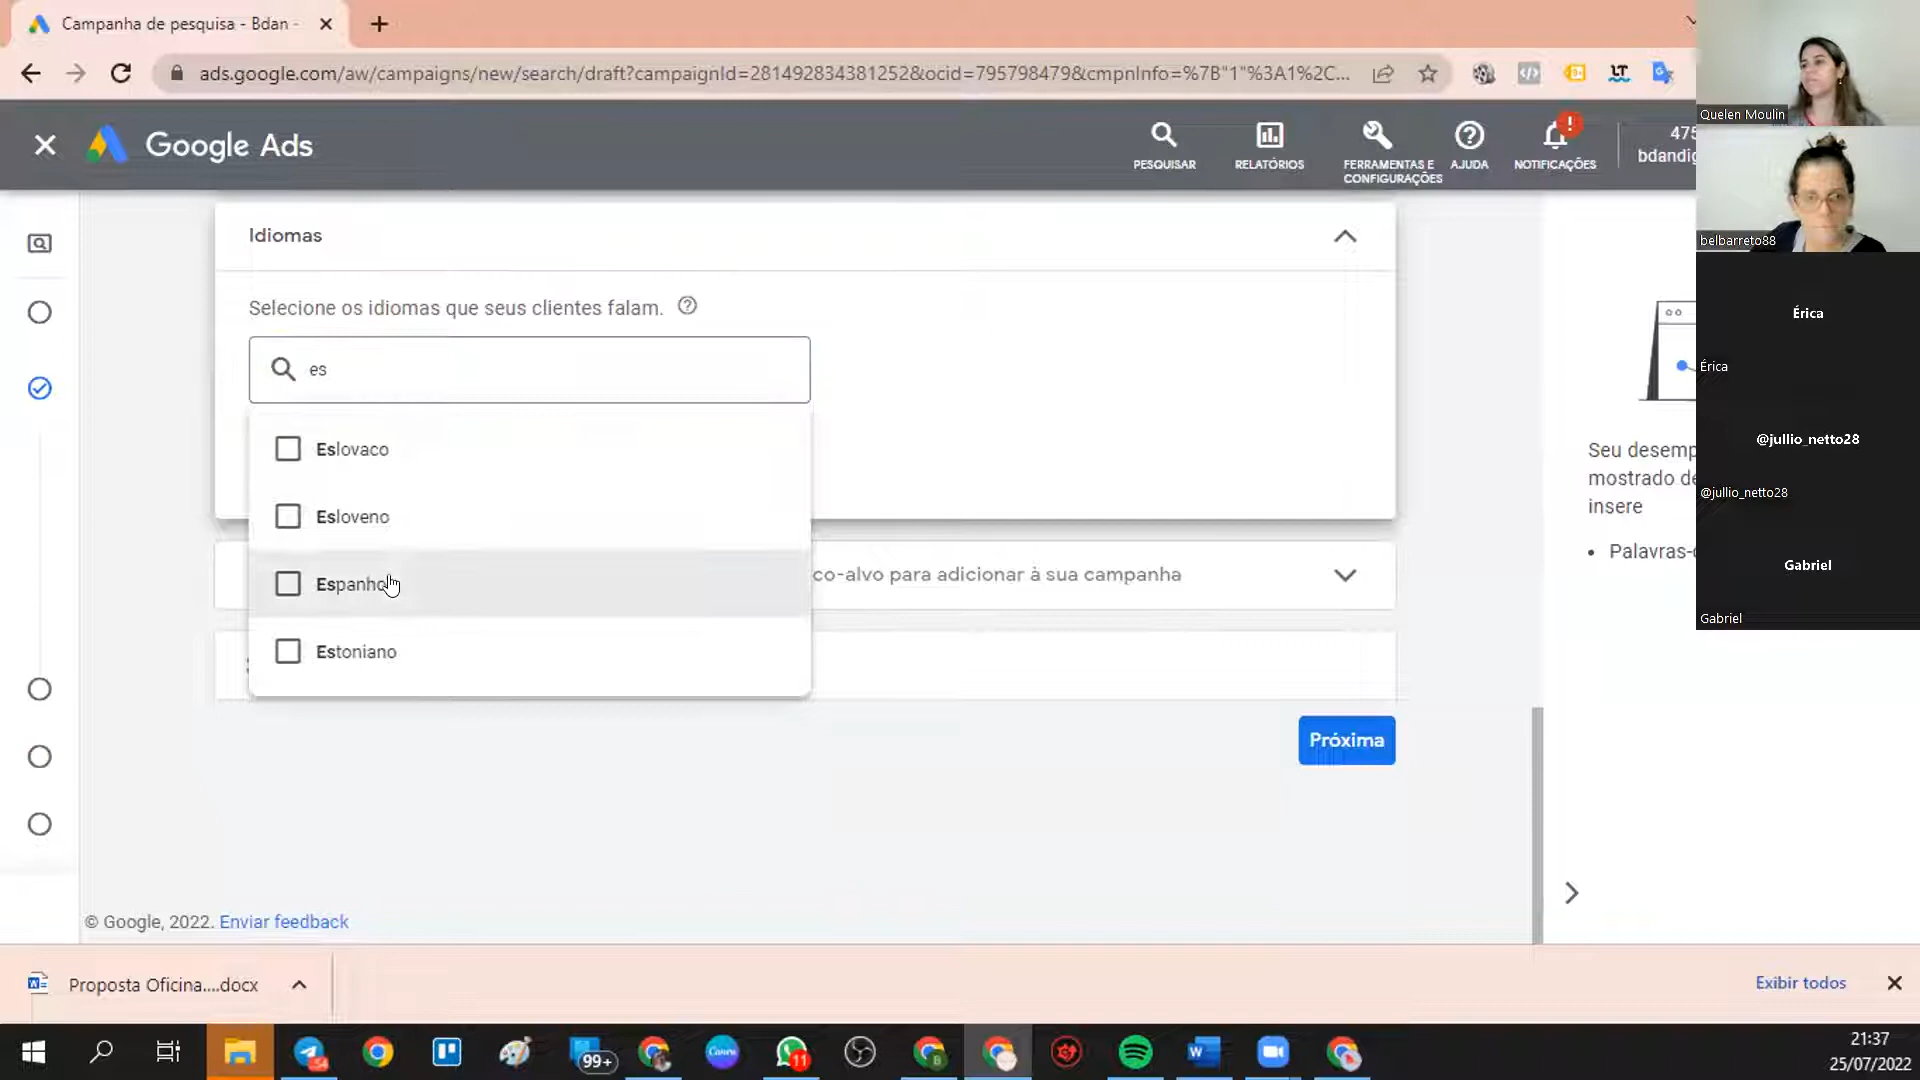 Campanha de pesquisa - Bdan -
ads.google.com/aw/campaigns/new/search/draft?campaignId=281492834381252&ocid=795798479&cmpnInfo=%7B"1"%3A1%2C...
Google Ads
PESQUISAR
RELATÓRIOS
FERRAMENTAS E
CONFIGURAÇÕES
AJUDA
NOTIFICAÇÕES
475
bdandig
Quelen Moulin
belbarreto88
Érica
Érica
@jullio_netto28
@jullio_netto28
Gabriel
Gabriel
Idiomas
Selecione os idiomas que seus clientes falam.
es
Eslovaco
Esloveno
Espanho
Estoniano
co-alvo para adicionar à sua campanha
Próxima
Seu desemp
mostrado de
insere
• Palavras-c
© Google, 2022. Enviar feedback
Proposta Oficina....docx
Exibir todos
99+
Canva
11
21:37
25/07/2022